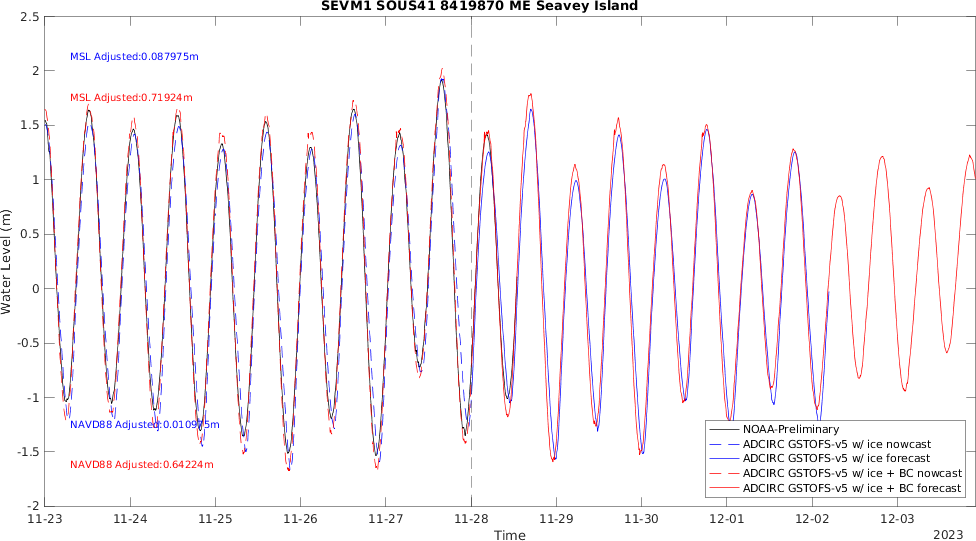 SEVM1 SOUS41 8419870 ME Seavey Island
2.5
2
1.5
1
0.5
0
-0.5
-1
-1.5
-2
Water Level (m)
MSL Adjusted:0.087975m
MSL Adjusted:0.71924m
NAVD88 Adjusted:0.010975m
NAVD88 Adjusted:0.64224m
NOAA-Preliminary
ADCIRC GSTOFS-v5 w/ ice nowcast
ADCIRC GSTOFS-v5 w/ ice forecast
ADCIRC GSTOFS-v5 w/ ice + BC nowcast
ADCIRC GSTOFS-v5 w/ ice + BC forecast
11-23 11-24 11-25 11-26 11-27 11-28 11-29 11-30 12-01 12-02 12-03
Time
2023